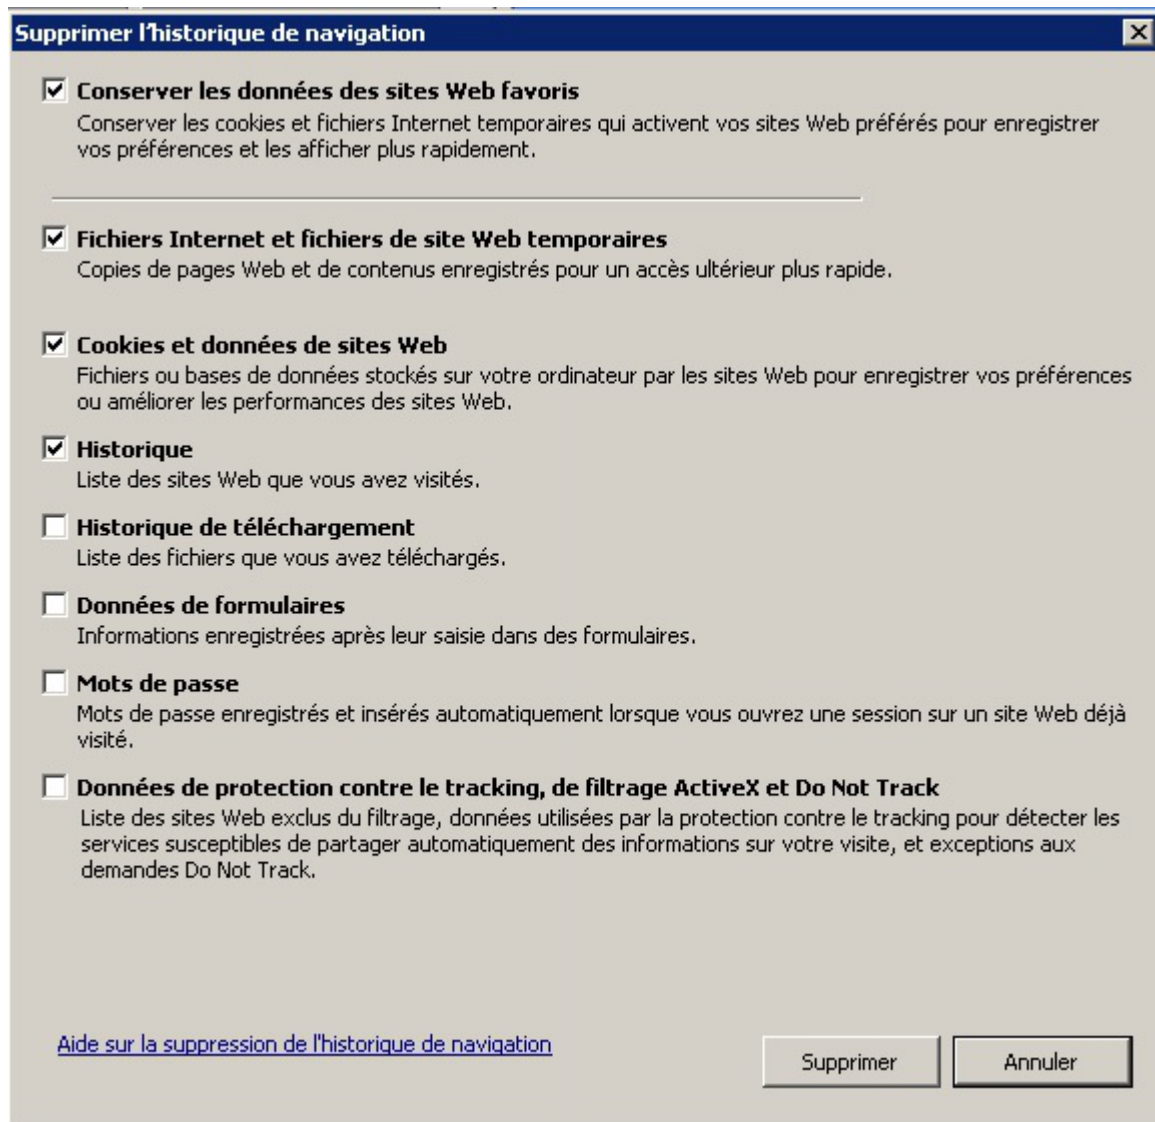 Supprimer l'historique de navigation
Conserver les données des sites Web favoris
Conserver les cookies et fichiers Internet temporaires qui activent vos sites Web préférés pour enregistrer
vos préférences et les afficher plus rapidement.
Fichiers Internet et fichiers de site Web temporaires
Copies de pages Web et de contenus enregistrés pour un accès ultérieur plus rapide.
Cookies et données de sites Web
Fichiers ou bases de données stockés sur votre ordinateur par les sites Web pour enregistrer vos préférences
ou améliorer les performances des sites Web.
Historique
Liste des sites Web que vous avez visités.
Historique de téléchargement
Liste des fichiers que vous avez téléchargés.
Données de formulaires
Informations enregistrées après leur saisie dans des formulaires.
Mots de passe
Mots de passe enregistrés et insérés automatiquement lorsque vous ouvrez une session sur un site Web déjà
visité.
Données de protection contre le tracking, de filtrage ActiveX et Do Not Track
Liste des sites Web exclus du filtrage, données utilisées par la protection contre le tracking pour détecter les
services susceptibles de partager automatiquement des informations sur votre visite, et exceptions aux
demandes Do Not Track.
Aide sur la suppression de l'historique de navigation
Supprimer
Annuler